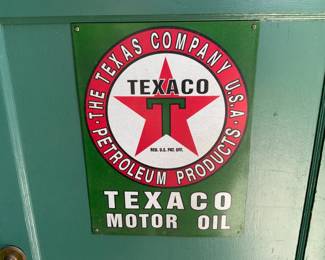 · THE TEXAS COMPANY U.S.A ·
TEXACO
T
REG. U.S. PAT. OFF.
PETROLEUM PRODUCTS
TEXACO
MOTOR OIL